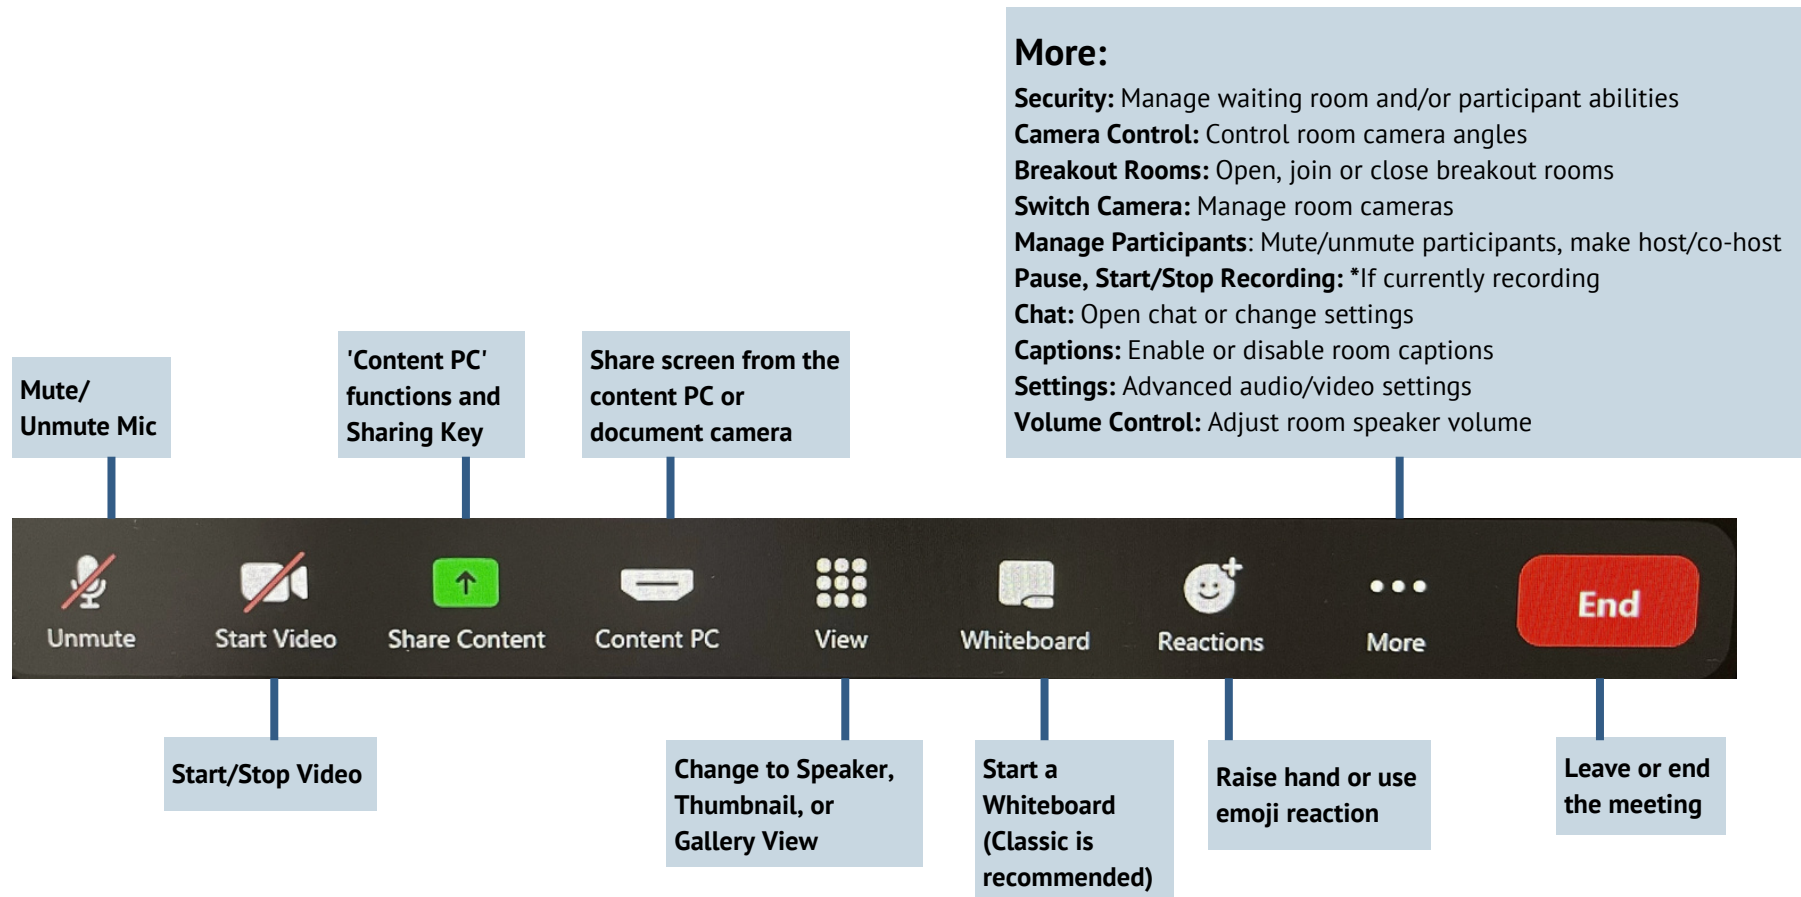 More:
Security: Manage waiting room and/or participant abilities
Camera Control: Control room camera angles
Breakout Rooms: Open, join or close breakout rooms
Switch Camera: Manage room cameras
Manage Participants: Mute/unmute participants, make host/co-host
Pause, Start/Stop Recording: *If currently recording
Chat: Open chat or change settings
Captions: Enable or disable room captions
Settings: Advanced audio/video settings
Volume Control: Adjust room speaker volume
Mute/
Unmute Mic
'Content PC'
functions and
Sharing Key
Share screen from the
content PC or
document camera
Unmute
Start Video
Share Content
Content PC
View
Whiteboard
Reactions
More
End
Start/Stop Video
Change to Speaker,
Thumbnail, or
Gallery View
Start a
Whiteboard
(Classic is
recommended)
Raise hand or use
emoji reaction
Leave or end
the meeting